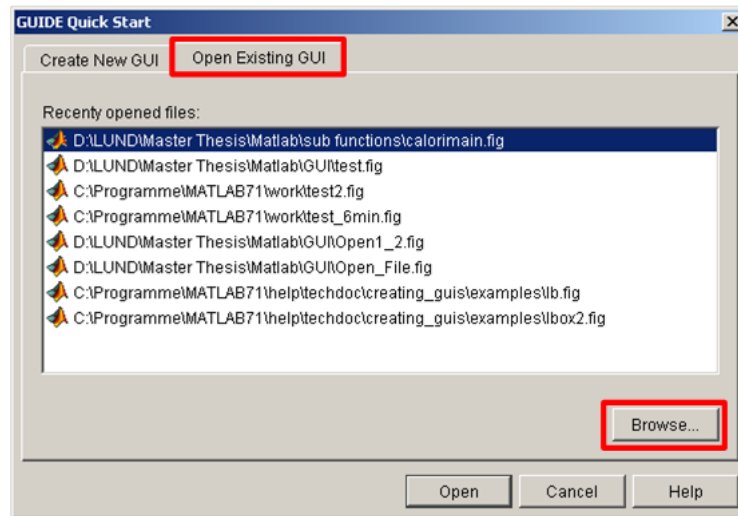 GUIDE Quick Start
Create New GUI Open Existing GUI
Recenty opened files:
D:\LUND\Master Thesis\Matlab\sub functions\calorimain.fig
D:\LUND\Master Thesis\Matlab\GUI\test.fig
C:\Programme\MATLAB71\work\test2.fig
C:\Programme\MATLAB71\work\test_6min.fig
D:\LUND\Master Thesis\Matlab\GUI\Open1_2.fig
D:\LUND\Master Thesis\Matlab\GUI\Open_File.fig
C:\Programme\MATLAB71\help\techdoc\creating_guis\examples\lb.fig
C:\Programme\MATLAB71\help\techdoc\creating_guis\examples\lbox2.fig
Browse...
Open Cancel Help